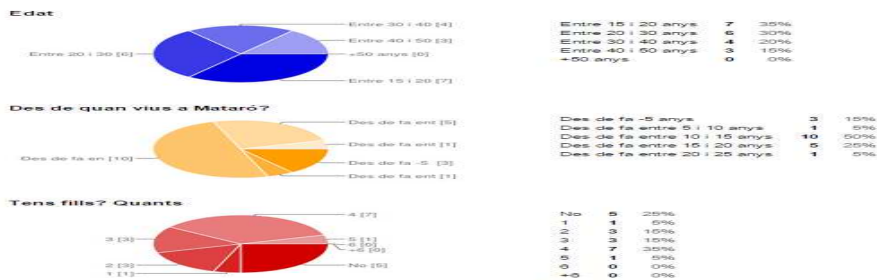 Edat
Entre 30 i 40 [4]
Entre 40 i 50 [3]
Entre 20 i 30 [6]
+50 anys [0]
Entre 15 i 20 [7]
Entre 15 i 20 anys 7 35%
Entre 20 i 30 anys 6 30%
Entre 30 i 40 anys 4 20%
Entre 40 i 50 anys 3 15%
+50 anys 0 0%
Des de quan vius a Mataró?
Des de fa ent [5]
Des de fa ent [1]
Des de fa en [10]
Des de fa -5 [3]
Des de fa ent [1]
Des de fa -5 anys 3 15%
Des de fa entre 5 i 10 anys 1 5%
Des de fa entre 10 i 15 anys 10 50%
Des de fa entre 15 i 20 anys 5 25%
Des de fa entre 20 i 25 anys 1 5%
Tens fills? Quants
4 [7]
3 [3]
5 [1]
6 [0]
+6 [0]
2 [3]
No [5]
1 [1]
No 5 25%
1 1 5%
2 3 15%
3 3 15%
4 7 35%
5 1 5%
6 0 0%
+6 0 0%